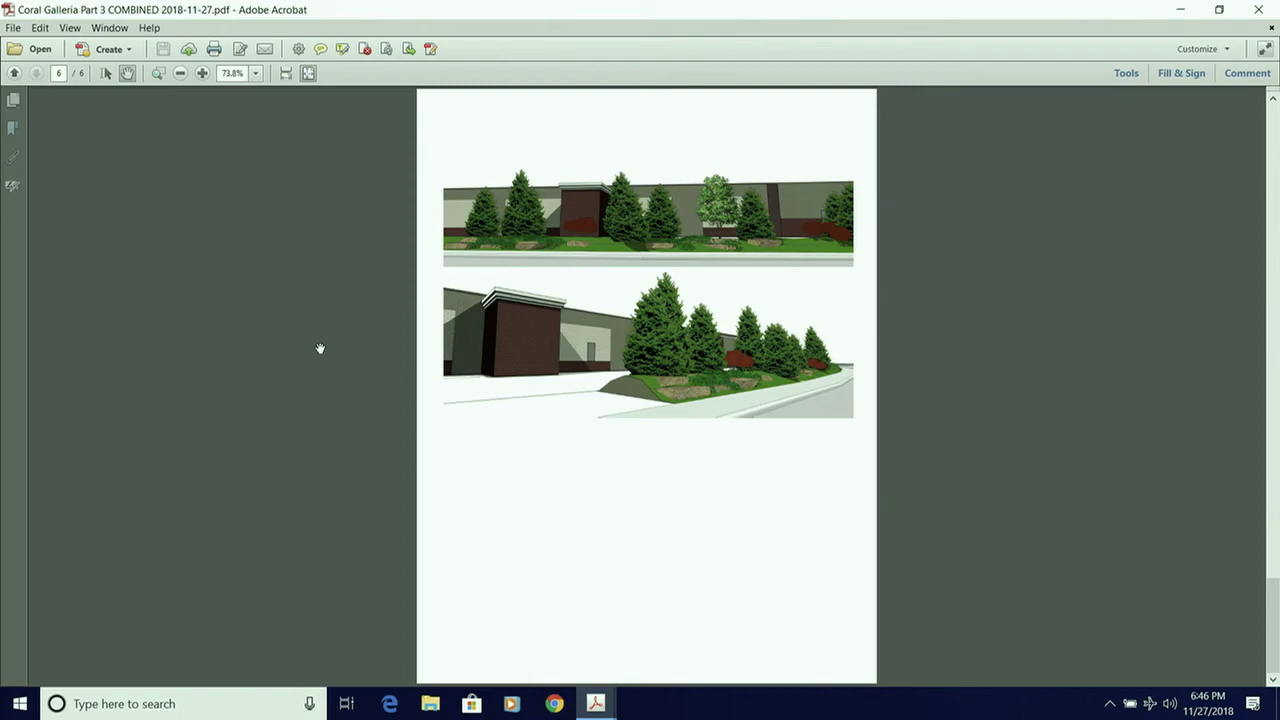 Coral Galleria Part 3 COMBINED 2018-11-27.pdf - Adobe Acrobat
File Edit View Window Help
Open Create Customize
6 / 6 73.8% Tools Fill & Sign Comment
Type here to search
6:46 PM
11/27/2018